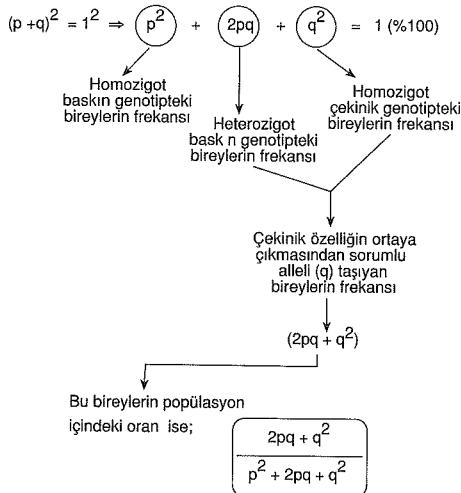 (p +q)² = 1² ⇒ p² + 2pq + q² = 1 (%100)
Homozigot
baskın genotipteki
bireylerin frekansı
Heterozigot
bask n genotipteki
bireylerin frekansı
Homozigot
çekinik genotipteki
bireylerin frekansı
Çekinik özelliğin ortaya
çıkmasından sorumlu
alleli (q) taşıyan
bireylerin frekansı
(2pq + q²)
Bu bireylerin popülasyon
içindeki oran ise;
2pq + q²
p² + 2pq + q²